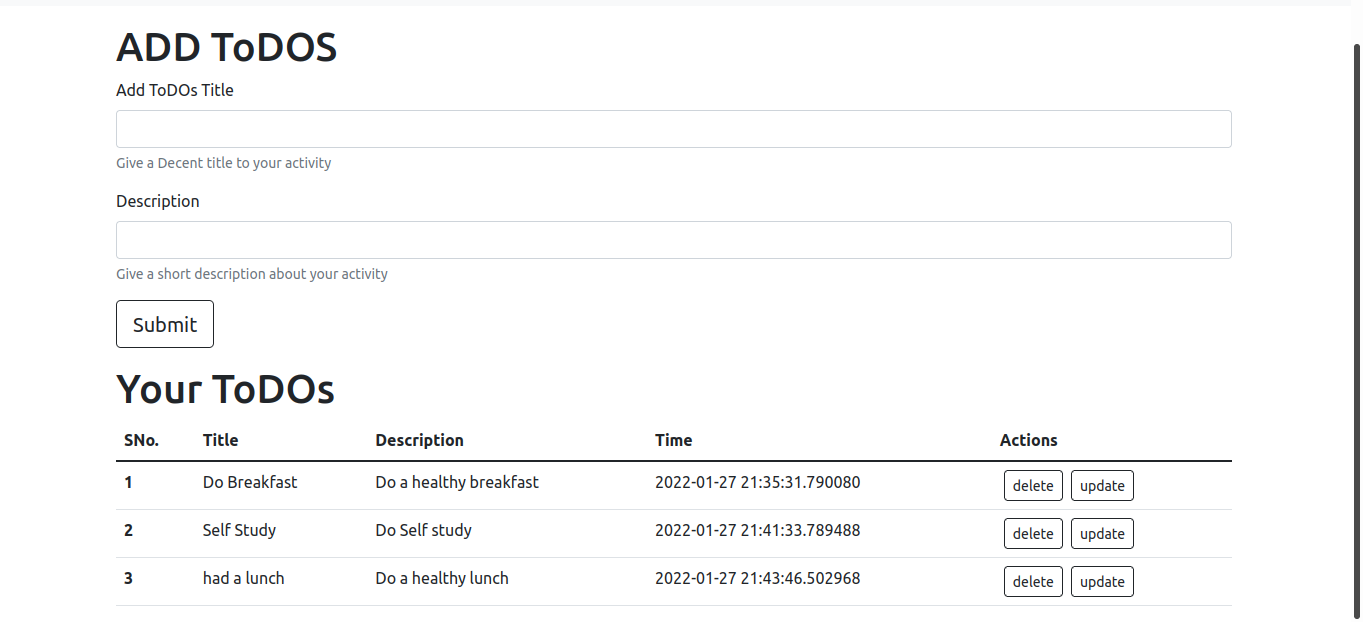 ADD ToDOS
Add ToDOs Title
Give a Decent title to your activity
Description
Give a short description about your activity
Submit
Your ToDOs
SNo. Title Description Time Actions
1 Do Breakfast Do a healthy breakfast 2022-01-27 21:35:31.790080 delete update
2 Self Study Do Self study 2022-01-27 21:41:33.789488 delete update
3 had a lunch Do a healthy lunch 2022-01-27 21:43:46.502968 delete update